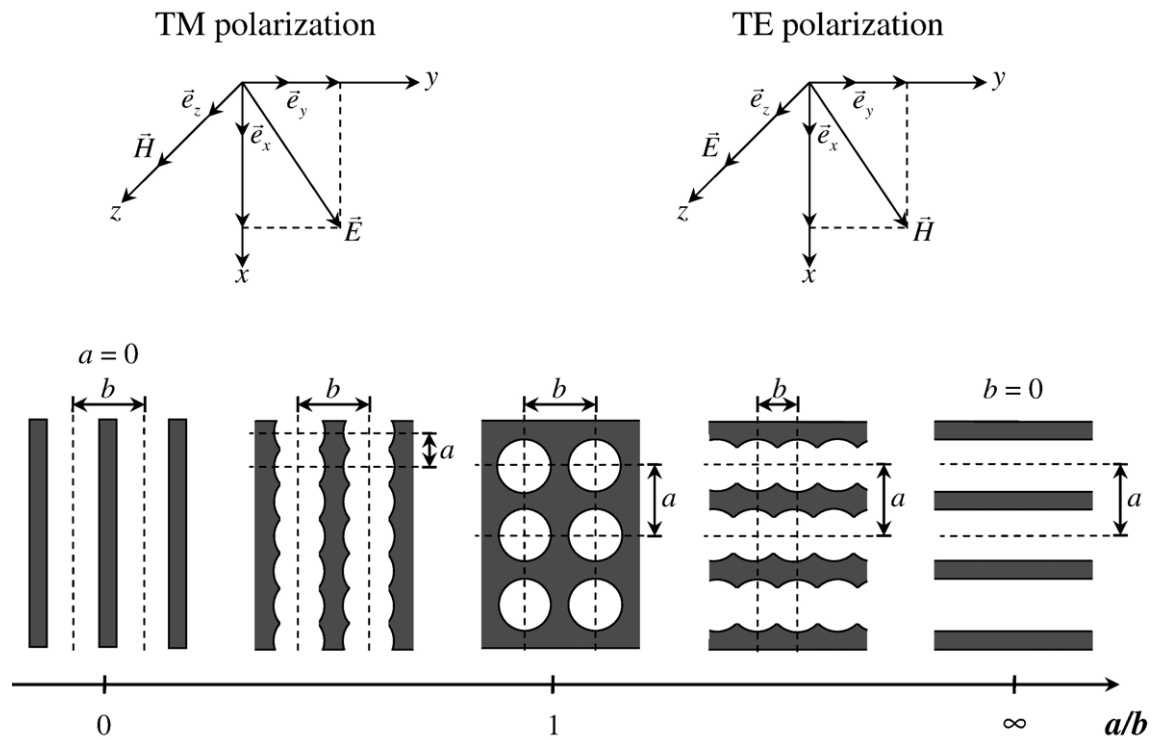 TM polarization
TE polarization
y
e⃗z
e⃗y
e⃗x
H⃗
z
E⃗
x
y
e⃗z
e⃗y
e⃗x
E⃗
z
H⃗
x
a = 0
b
b
a
b
a
b
a
b = 0
a
0
1
∞
a/b